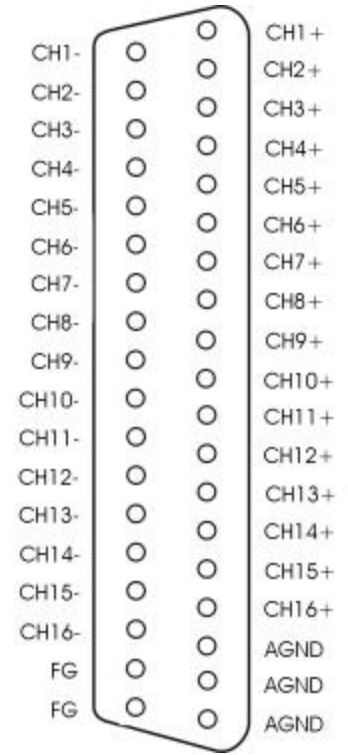 CH1+
CH1-
CH2+
CH2-
CH3+
CH3-
CH4+
CH4-
CH5+
CH5-
CH6+
CH6-
CH7+
CH7-
CH8+
CH8-
CH9+
CH9-
CH10+
CH10-
CH11+
CH11-
CH12+
CH12-
CH13+
CH13-
CH14+
CH14-
CH15+
CH15-
CH16+
CH16-
AGND
FG
AGND
FG
AGND